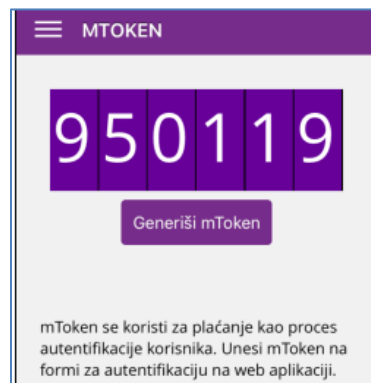 MTOKEN
950119
Generiši mToken
mToken se koristi za plaćanje kao proces
autentifikacije korisnika. Unesi mToken na
formi za autentifikaciju na web aplikaciji.